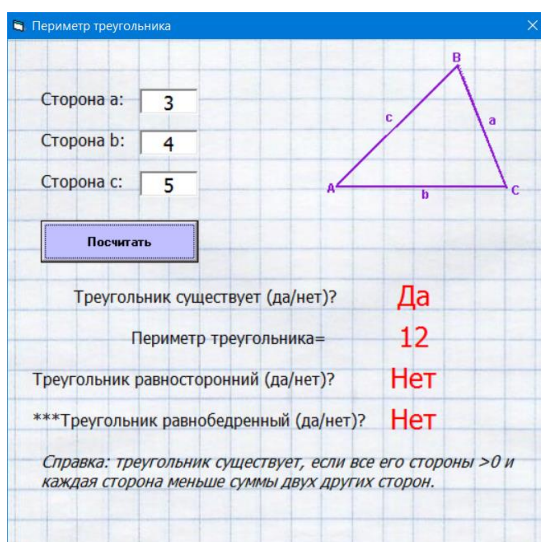 Периметр треугольника
Сторона a: 3
Сторона b: 4
Сторона c: 5
B
c
a
A
b
C
Посчитать
Треугольник существует (да/нет)? Да
Периметр треугольника= 12
Треугольник равносторонний (да/нет)? Нет
***Треугольник равнобедренный (да/нет)? Нет
Справка: треугольник существует, если все его стороны >0 и
каждая сторона меньше суммы двух других сторон.